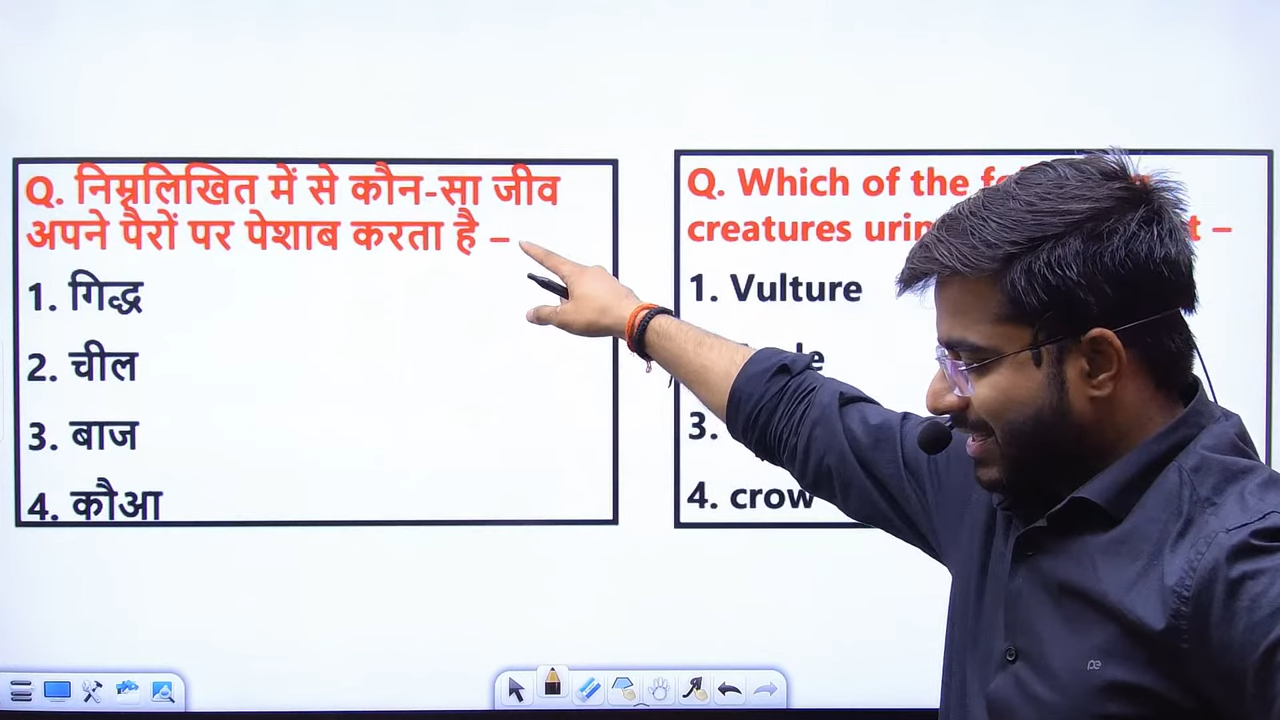 Q. निम्नलिखित में से कौन-सा जीव
अपने पैरों पर पेशाब करता है –
1. गिद्ध
2. चील
3. बाज
4. कौआ
Q. Which of the
creatures –
1. Vulture
3.
4. crow